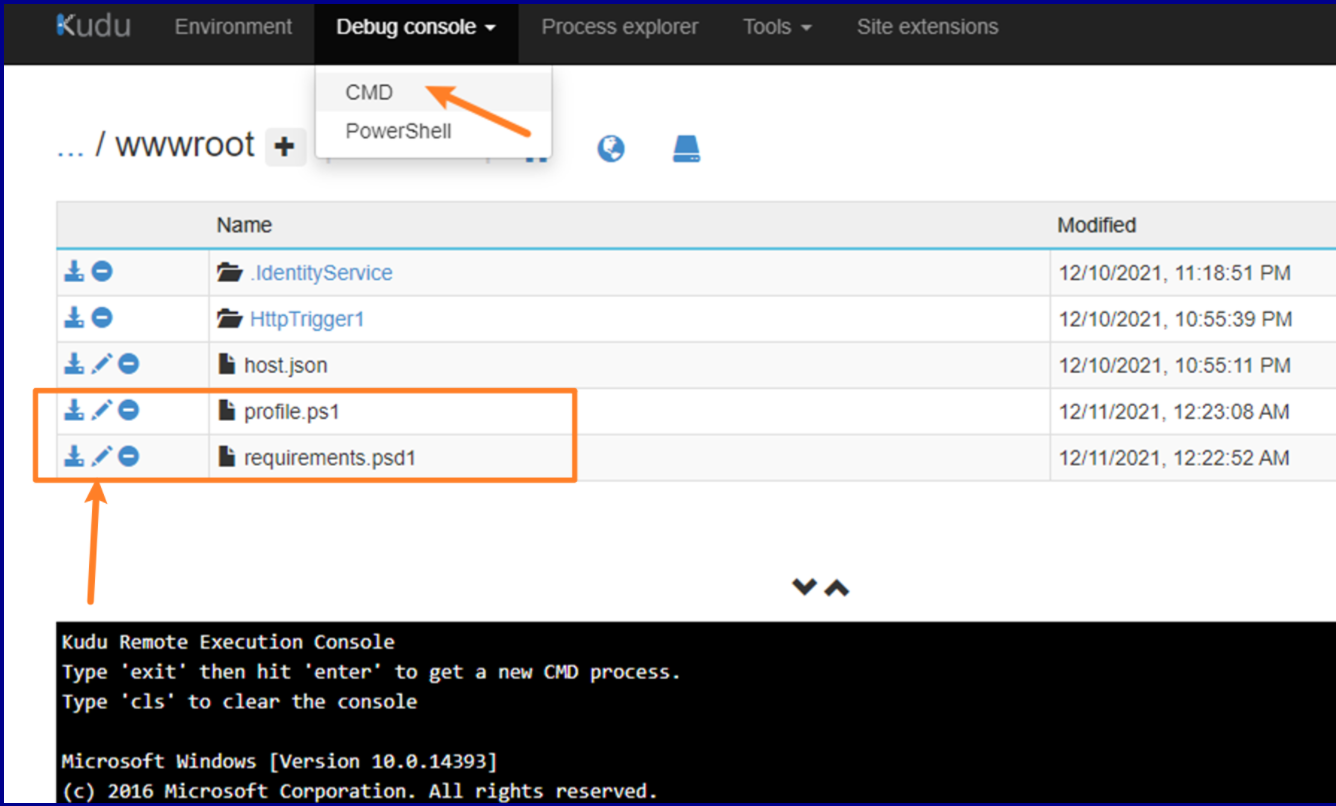 Kudu Environment Debug console Process explorer Tools Site extensions
CMD
PowerShell
... / wwwroot
Name Modified
.IdentityService 12/10/2021, 11:18:51 PM
HttpTrigger1 12/10/2021, 10:55:39 PM
host.json 12/10/2021, 10:55:11 PM
profile.ps1 12/11/2021, 12:23:08 AM
requirements.psd1 12/11/2021, 12:22:52 AM
Kudu Remote Execution Console
Type 'exit' then hit 'enter' to get a new CMD process.
Type 'cls' to clear the console
Microsoft Windows [Version 10.0.14393]
(c) 2016 Microsoft Corporation. All rights reserved.